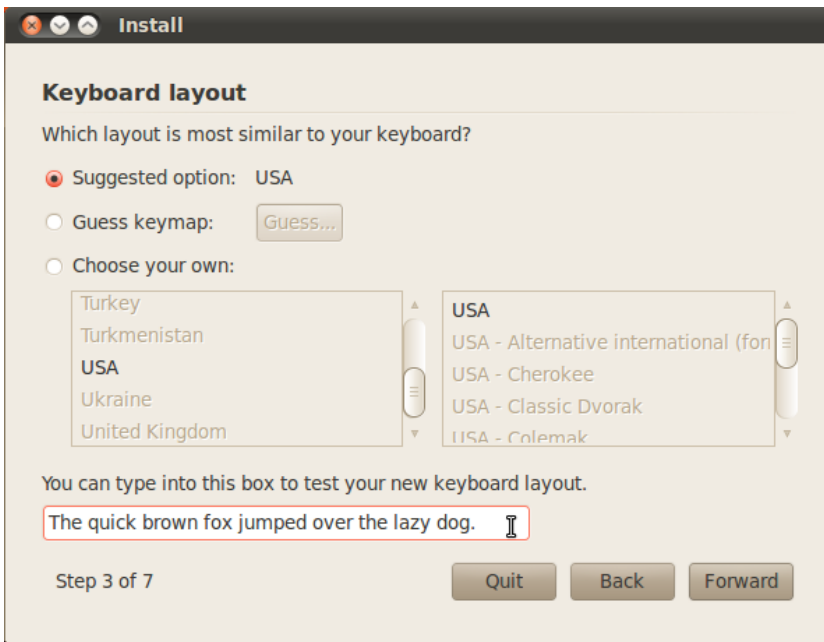 Install
Keyboard layout
Which layout is most similar to your keyboard?
Suggested option: USA
Guess keymap: Guess...
Choose your own:
Turkey
Turkmenistan
USA
Ukraine
United Kingdom
USA
USA - Alternative international (for
USA - Cherokee
USA - Classic Dvorak
USA - Colemak
You can type into this box to test your new keyboard layout.
The quick brown fox jumped over the lazy dog.
Step 3 of 7
Quit
Back
Forward